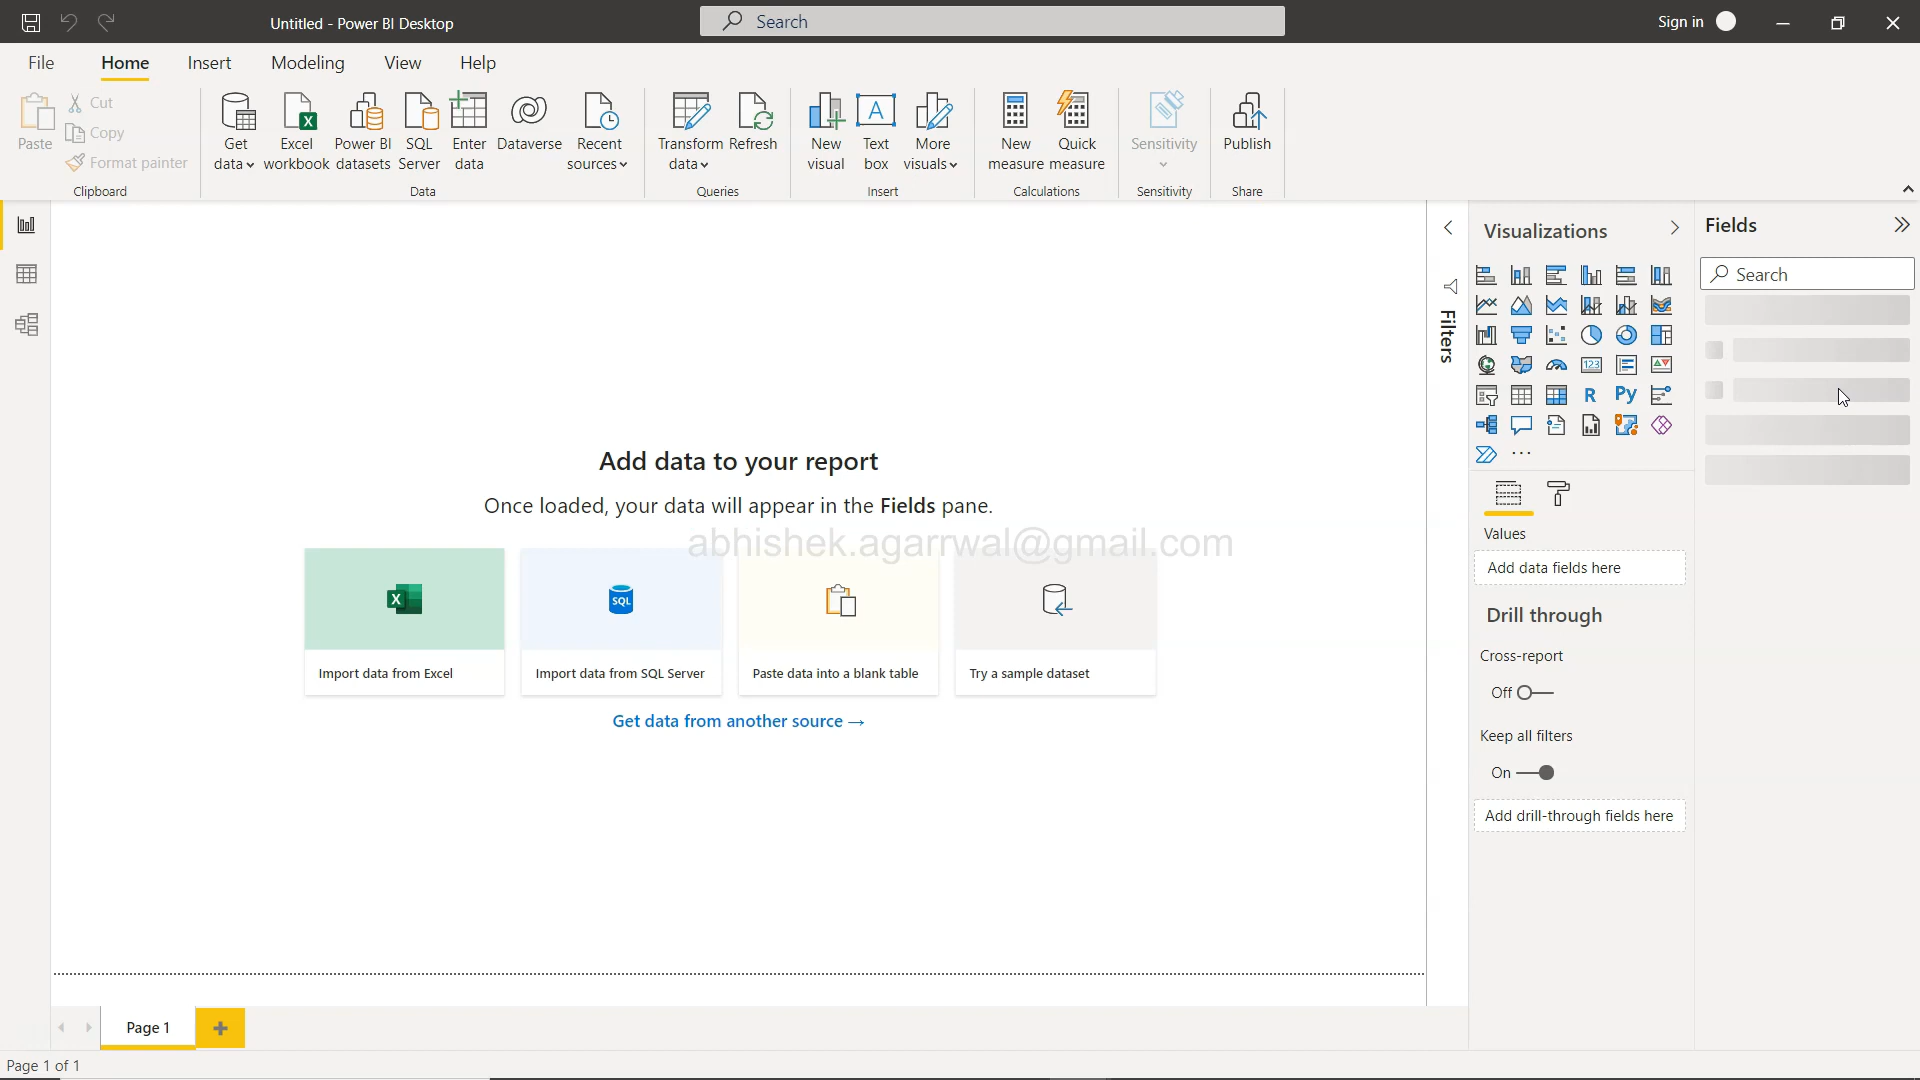 Untitled - Power BI Desktop
Search
Sign in
File
Home
Insert
Modeling
View
Help
Paste
Cut
Copy
Format painter
Clipboard
Get data
Excel workbook
Power BI datasets
SQL Server
Enter data
Dataverse
Recent sources
Data
Transform data
Refresh
Queries
New visual
Text box
More visuals
Insert
New measure
Quick measure
Calculations
Sensitivity
Sensitivity
Publish
Share
Filters
Visualizations
123
R
Py
Values
Add data fields here
Drill through
Cross-report
Off
Keep all filters
On
Add drill-through fields here
Fields
Search
Add data to your report
Once loaded, your data will appear in the Fields pane.
abhishek.agarrwal@gmail.com
SQL
Import data from Excel
Import data from SQL Server
Paste data into a blank table
Try a sample dataset
Get data from another source →
Page 1
Page 1 of 1